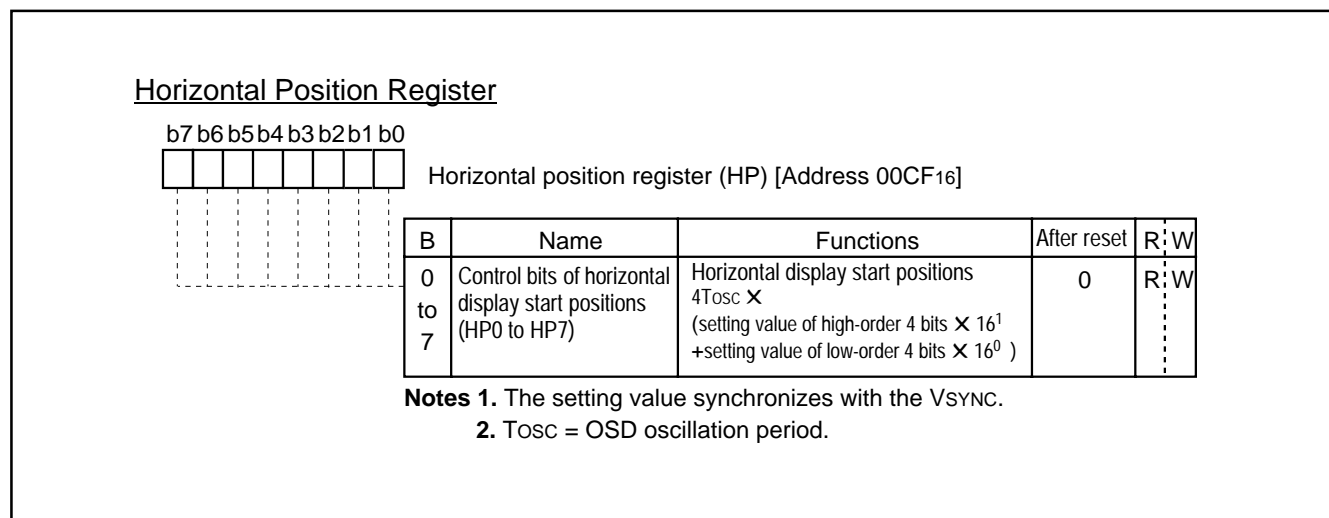 Horizontal Position Register
b7 b6 b5 b4 b3 b2 b1 b0
Horizontal position register (HP) [Address 00CF16]
B Name Functions After reset R W
0 to 7
Control bits of horizontal
display start positions
(HP0 to HP7)
Horizontal display start positions
4TOSC ×
(setting value of high-order 4 bits × 16¹
+setting value of low-order 4 bits × 16⁰ )
0
R W
Notes 1. The setting value synchronizes with the VSYNC.
2. TOSC = OSD oscillation period.